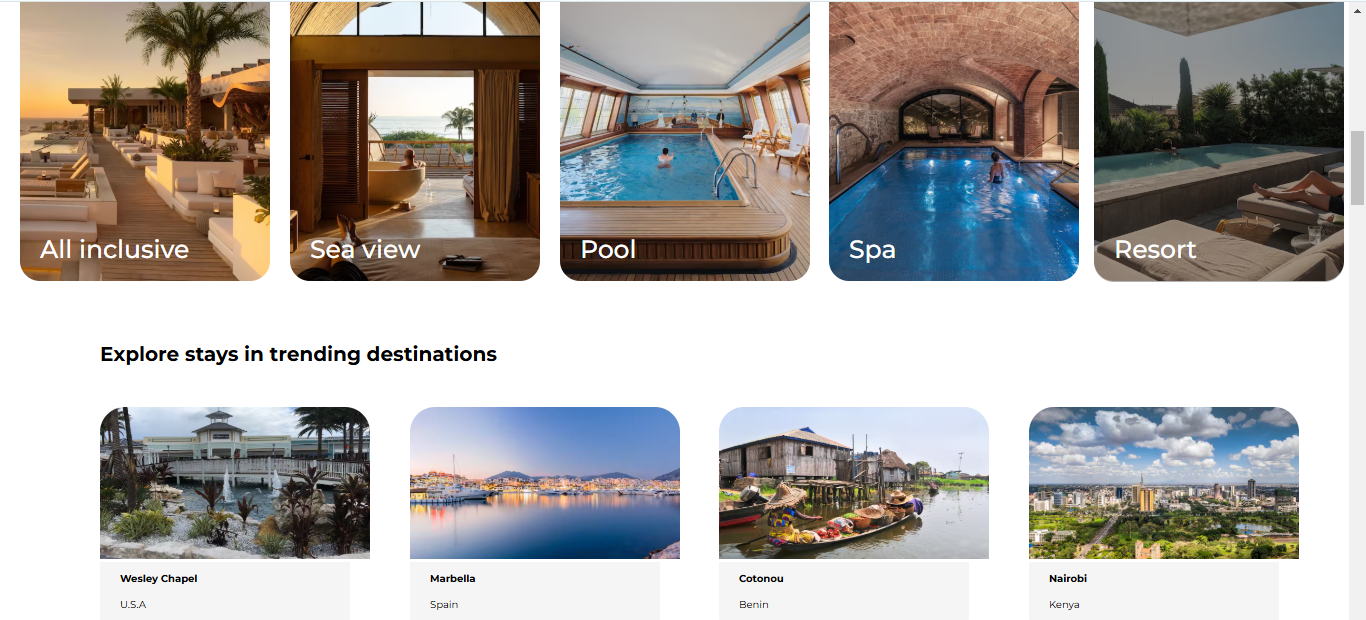 All inclusive
Sea view
Pool
Spa
Resort
Explore stays in trending destinations
Wesley Chapel
U.S.A
Marbella
Spain
Cotonou
Benin
Nairobi
Kenya